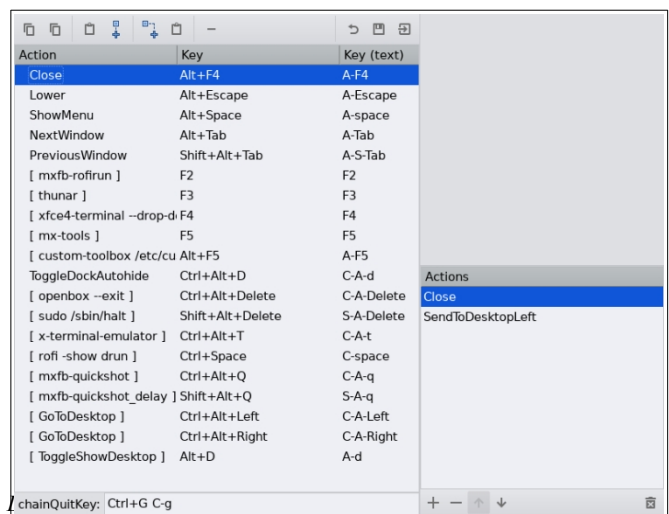 Action Key Key (text)
Close Alt+F4 A-F4
Lower Alt+Escape A-Escape
ShowMenu Alt+Space A-space
NextWindow Alt+Tab A-Tab
PreviousWindow Shift+Alt+Tab A-S-Tab
[ mxfb-rofirun ] F2 F2
[ thunar ] F3 F3
[ xfce4-terminal --drop-d F4 F4
[ mx-tools ] F5 F5
[ custom-toolbox /etc/cu Alt+F5 A-F5
ToggleDockAutohide Ctrl+Alt+D C-A-d
[ openbox --exit ] Ctrl+Alt+Delete C-A-Delete
[ sudo /sbin/halt ] Shift+Alt+Delete S-A-Delete
[ x-terminal-emulator ] Ctrl+Alt+T C-A-t
[ rofi -show drun ] Ctrl+Space C-space
[ mxfb-quickshot ] Ctrl+Alt+Q C-A-q
[ mxfb-quickshot_delay ] Shift+Alt+Q S-A-q
[ GoToDesktop ] Ctrl+Alt+Left C-A-Left
[ GoToDesktop ] Ctrl+Alt+Right C-A-Right
[ ToggleShowDesktop ] Alt+D A-d
chainQuitKey: Ctrl+G C-g
Actions
Close
SendToDesktopLeft